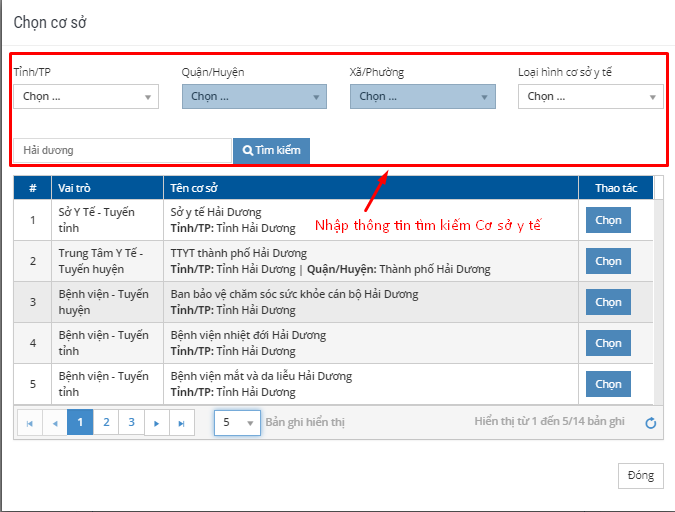 Chọn cơ sở
Tỉnh/TP Quận/Huyện Xã/Phường Loại hình cơ sở y tế
Chọn ... Chọn ... Chọn ... Chọn ...
Hải dương Tìm kiếm
# Vai trò Tên cơ sở Thao tác
1 Sở Y Tế - Tuyến tỉnh Sở y tế Hải Dương
Tỉnh/TP: Tỉnh Hải Dương Chọn
Nhập thông tin tìm kiếm Cơ sở y tế
2 Trung Tâm Y Tế - Tuyến huyện TTYT thành phố Hải Dương
Tỉnh/TP: Tỉnh Hải Dương | Quận/Huyện: Thành phố Hải Dương Chọn
3 Bệnh viện - Tuyến huyện Ban bảo vệ chăm sóc sức khỏe cán bộ Hải Dương
Tỉnh/TP: Tỉnh Hải Dương Chọn
4 Bệnh viện - Tuyến tỉnh Bệnh viện nhiệt đới Hải Dương
Tỉnh/TP: Tỉnh Hải Dương Chọn
5 Bệnh viện - Tuyến tỉnh Bệnh viện mắt và da liễu Hải Dương
Tỉnh/TP: Tỉnh Hải Dương Chọn
1 2 3 5 Bản ghi hiển thị Hiển thị từ 1 đến 5/14 bản ghi
Đóng